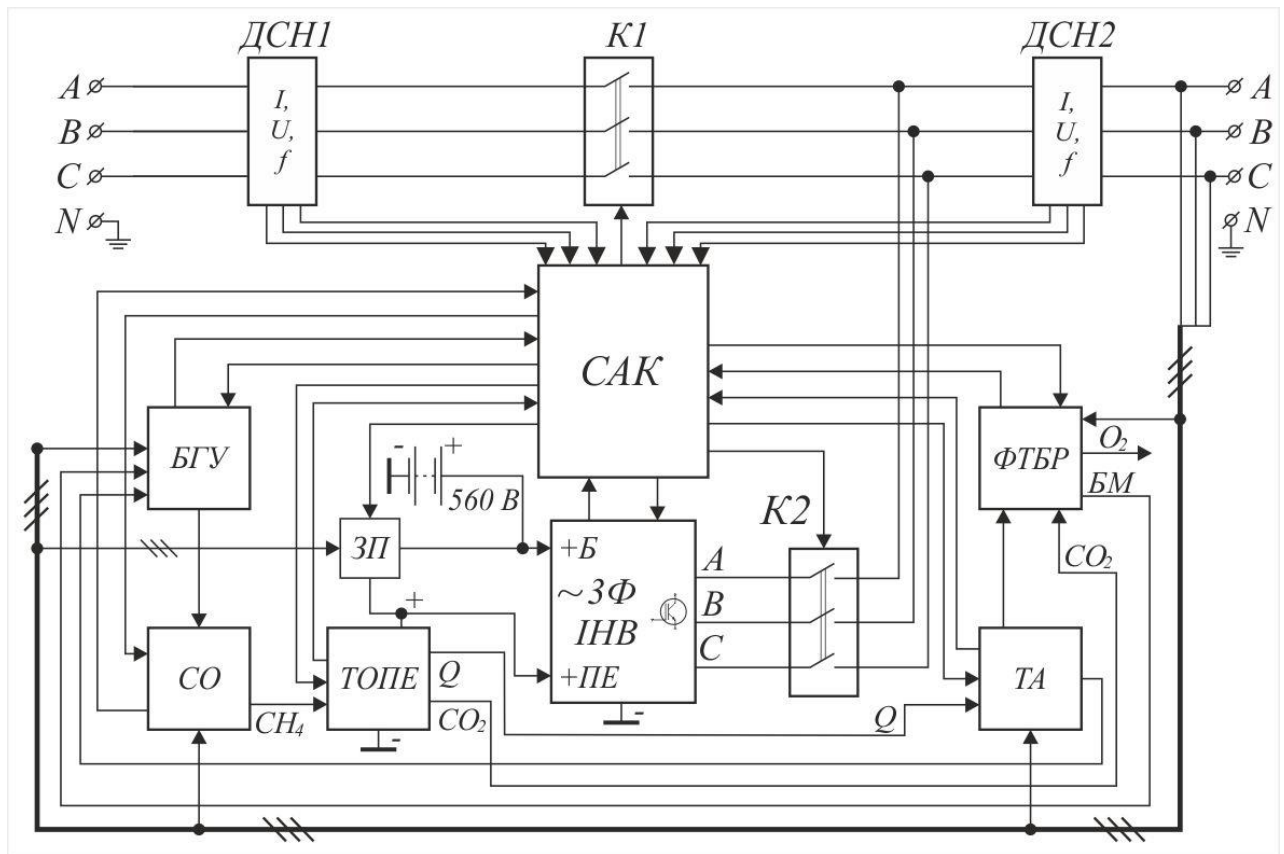 ДСН1
К1
ДСН2
A
I,
U,
f
I,
U,
f
A
B
B
C
C
N
N
САК
БГУ
-
+
560 В
ФТБР
O₂
БМ
К2
ЗП
+Б
A
CO₂
+
~3Ф
B
ІНВ
C
СО
CH₄
ТОПЕ
Q
CO₂
+ПЕ
ТА
Q
-
-